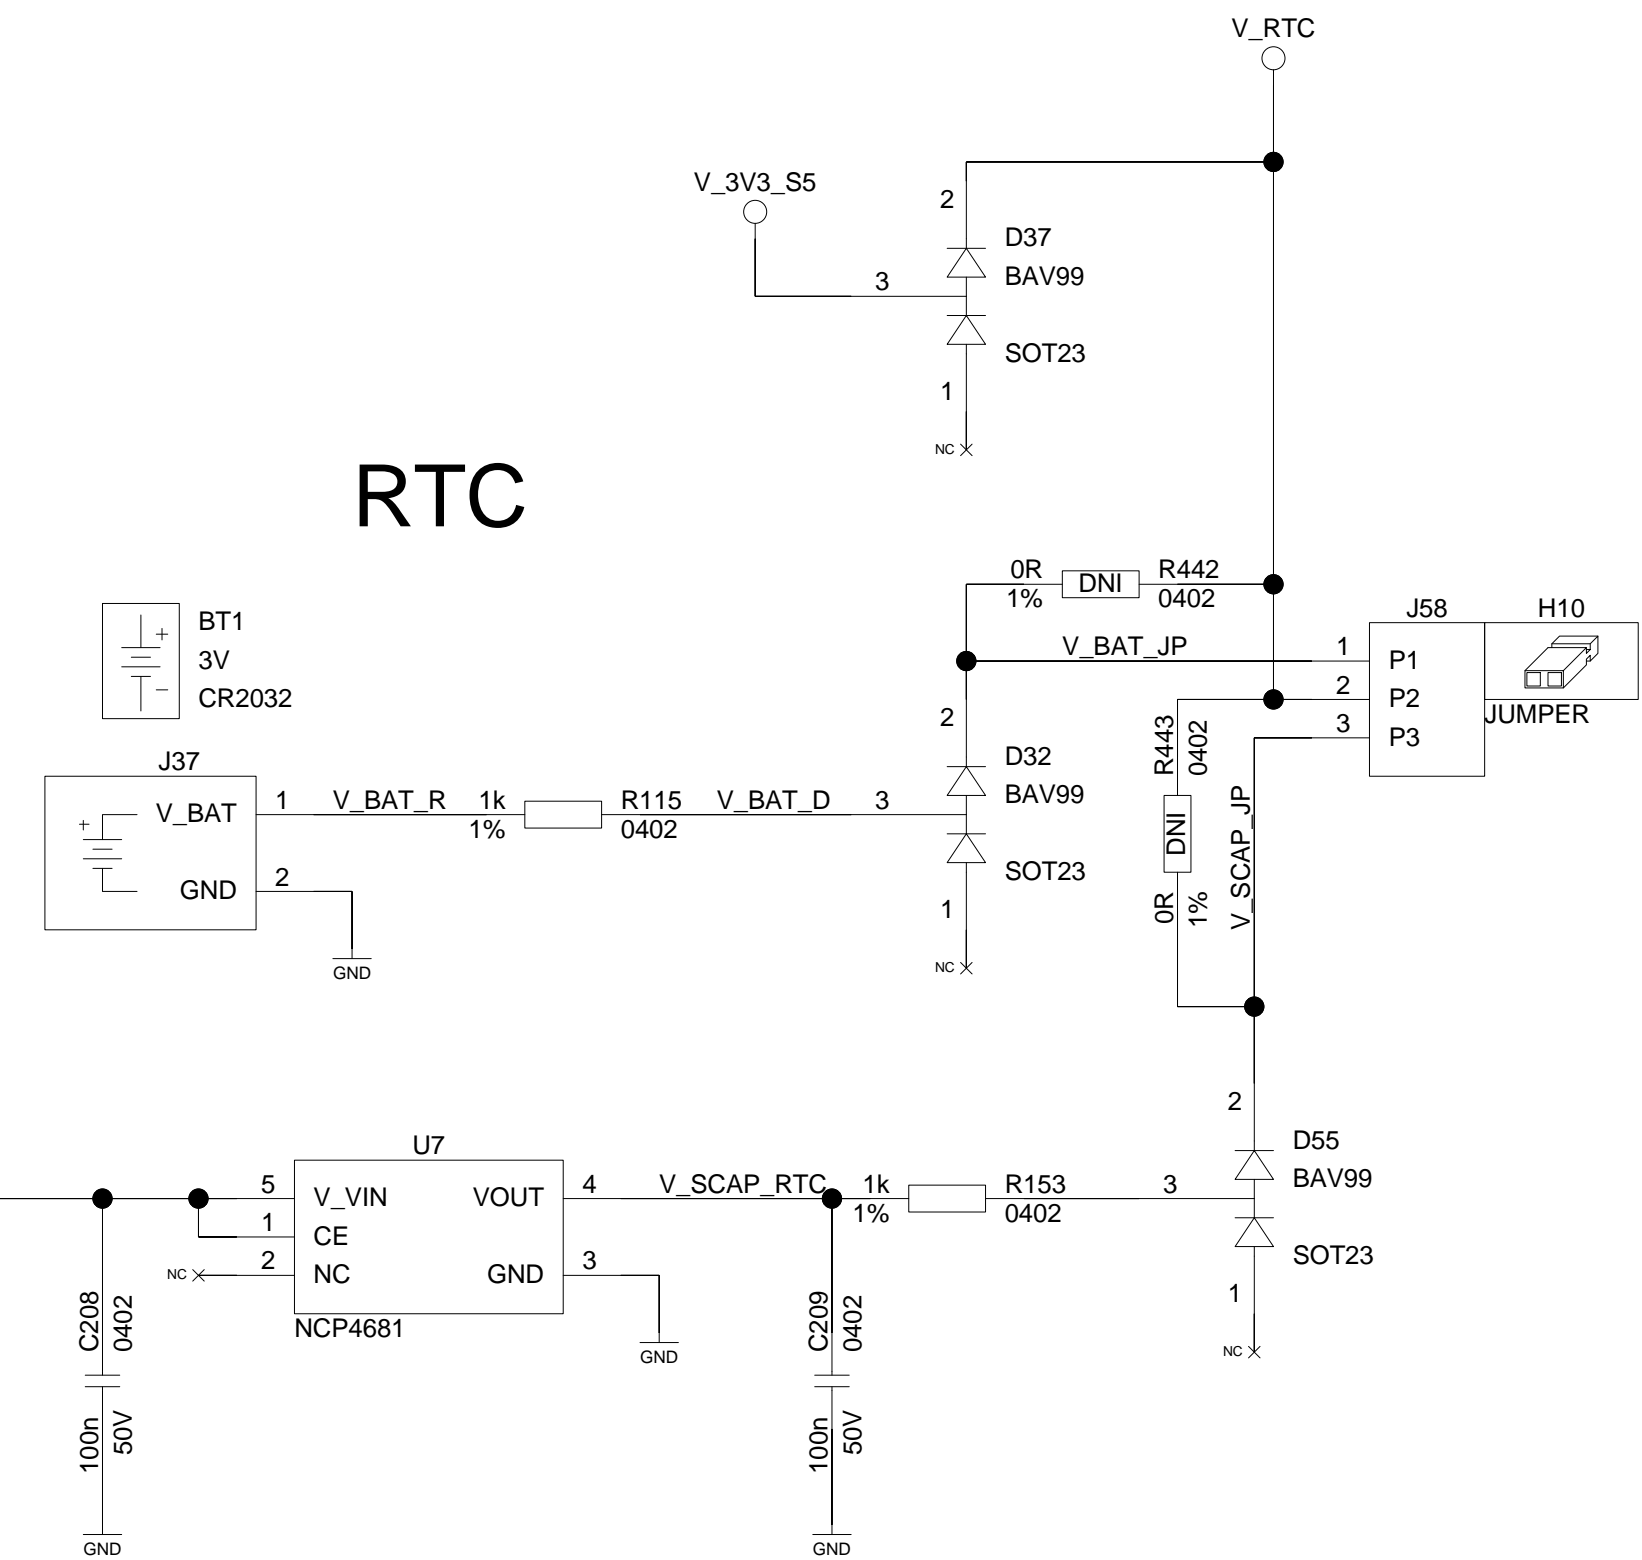 V_RTC
V_3V3_S5
2
D37
BAV99
3
SOT23
1
NC
RTC
0R
1%
DNI
R442
0402
BT1
3V
CR2032
J58
H10
V_BAT_JP
1
P1
2
P2
3
P3
JUMPER
R443
0402
DNI
0R
1%
V_SCAP_JP
2
D32
BAV99
J37
V_BAT
1
V_BAT_R
1k
1%
R115
0402
V_BAT_D
3
SOT23
GND
2
1
GND
NC
2
D55
BAV99
U7
5
V_VIN
VOUT
4
V_SCAP_RTC
1k
1%
R153
0402
3
1
CE
NC
2
NC
GND
3
SOT23
1
NCP4681
GND
NC
C208
0402
100n
50V
GND
C209
0402
100n
50V
GND